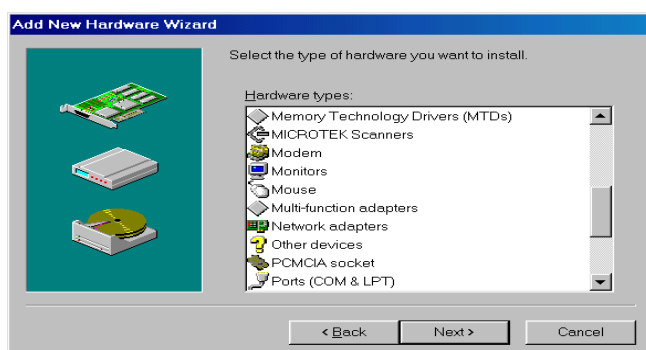 Add New Hardware Wizard
Select the type of hardware you want to install.
Hardware types:
Memory Technology Drivers (MTDs)
MICROTEK Scanners
Modem
Monitors
Mouse
Multi-function adapters
Network adapters
Other devices
PCMCIA socket
Ports (COM & LPT)
< Back Next > Cancel